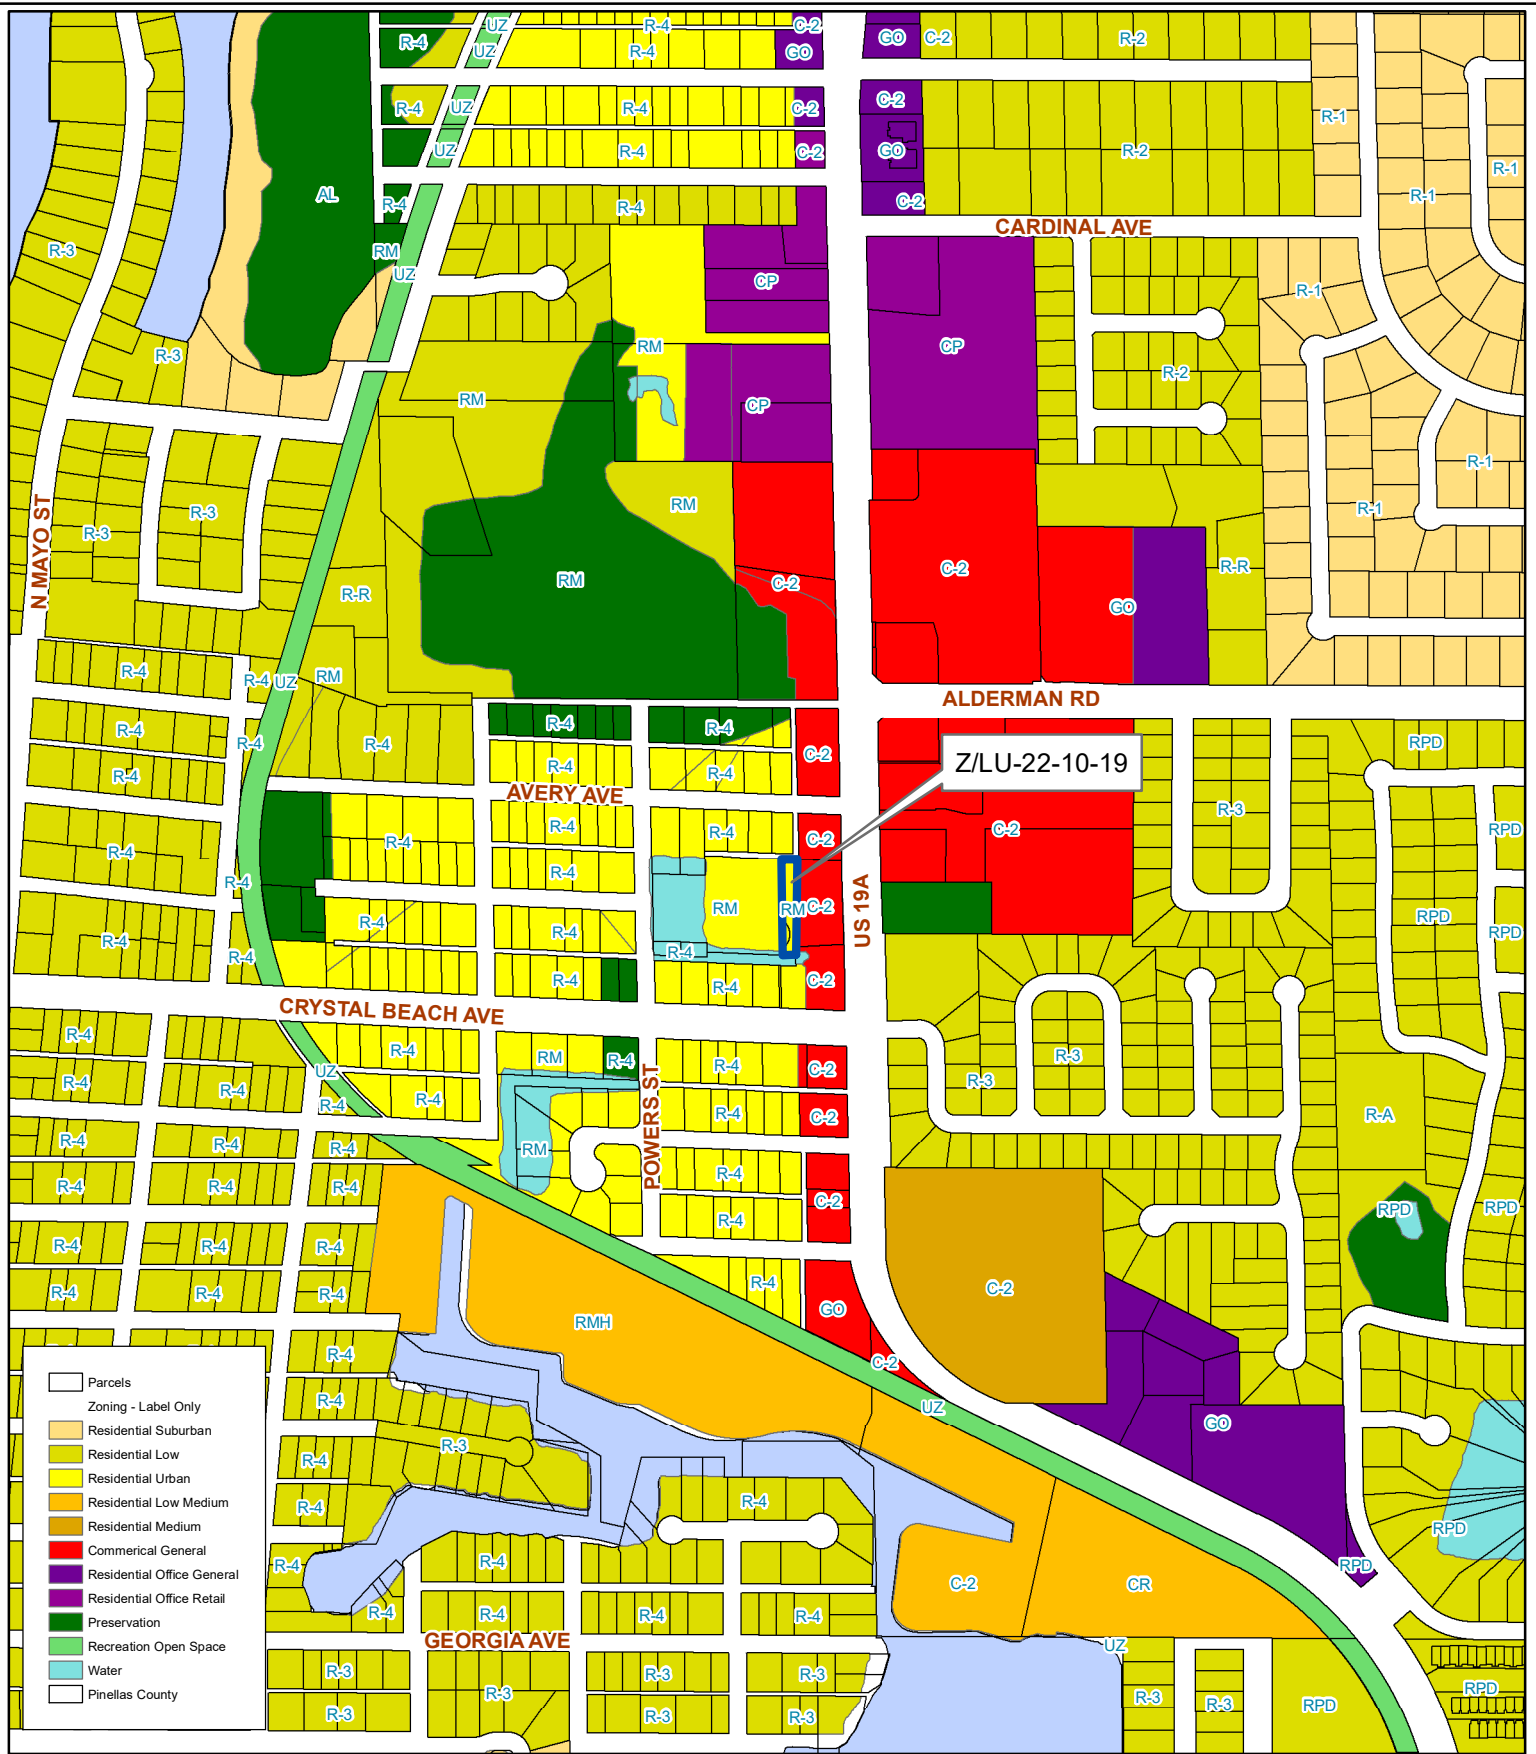 R-4
UZ
R-4
C-2
R-4
UZ
R-4
GO
GO
C-2
R-2
R-4
UZ
R-4
C-2
C-2
R-1
UZ
R-4
C-2
GO
R-2
R-1
AL
R-4
R-4
C-2
R-1
CARDINAL AVE
R-3
RM
UZ
CP
R-1
R-3
RM
CP
R-2
RM
CP
R-1
N MAYO ST
R-3
R-3
RM
R-1
RM
C-2
C-2
R-R
R-R
GO
R-4
R-4
UZ
RM
ALDERMAN RD
R-4
R-4
R-4
R-4
R-4
C-2
RPD
Z/LU-22-10-19
R-4
R-4
R-4
AVERY AVE
R-3
R-4
R-4
R-4
R-4
C-2
C-2
RPD
R-4
R-4
RM
RM
C-2
US 19A
RPD
R-4
R-4
R-4
R-4
R-4
RPD
R-4
R-4
C-2
CRYSTAL BEACH AVE
R-4
R-4
RM
R-4
R-4
C-2
R-3
R-4
R-4
UZ
R-4
R-4
POWERS ST
R-4
C-2
R-3
R-A
R-4
R-4
R-4
RM
R-4
R-4
R-4
R-4
R-4
C-2
RPD
RPD
R-4
R-4
R-4
R-4
R-4
R-4
R-4
R-4
C-2
RMH
GO
R-4
C-2
Parcels
Zoning - Label Only
Residential Suburban
Residential Low
Residential Urban
Residential Low Medium
Residential Medium
Commerical General
Residential Office General
Residential Office Retail
Preservation
Recreation Open Space
Water
Pinellas County
R-4
UZ
GO
R-3
R-4
R-4
R-4
RPD
R-4
R-4
RPD
C-2
CR
R-4
R-4
R-4
R-4
GEORGIA AVE
UZ
R-3
R-3
R-3
R-3
RPD
R-3
R-3
R-3
R-3
R-3
RPD